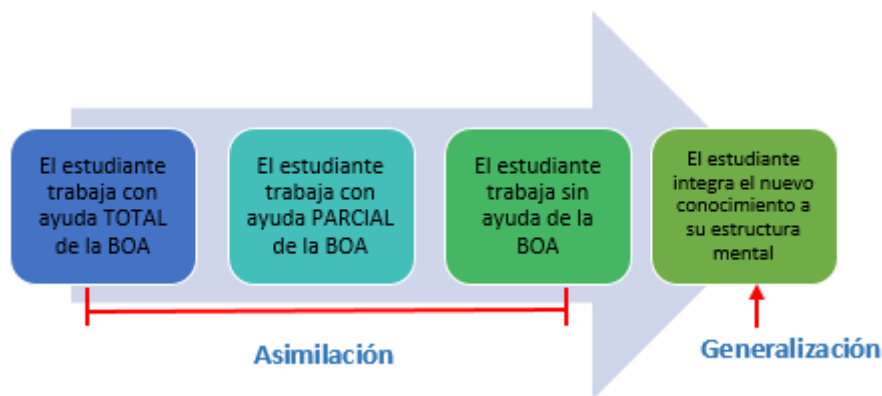 El estudiante
trabaja con
ayuda TOTAL
de la BOA
El estudiante
trabaja con
ayuda PARCIAL
de la BOA
El estudiante
trabaja sin
ayuda de la
BOA
El estudiante
integra el nuevo
conocimiento a
su estructura
mental
Asimilación
Generalización